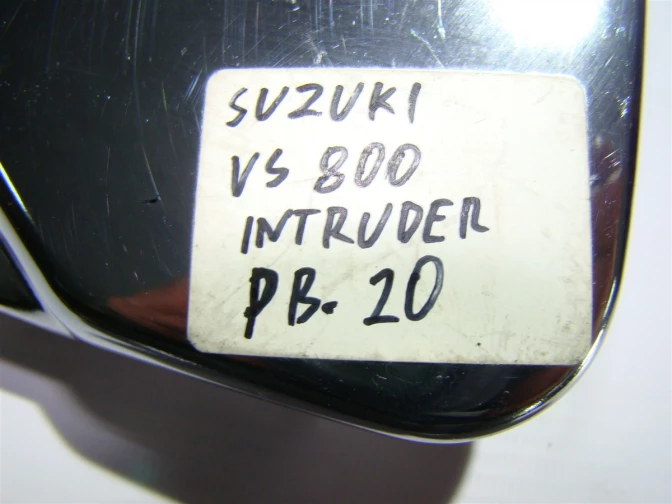 SUZUKI
VS 800
INTRUDER
PB. 20